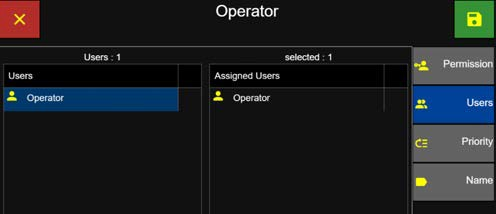 Operator
Users : 1
selected : 1
Users
Assigned Users
Operator
Operator
Permission
Users
Priority
Name